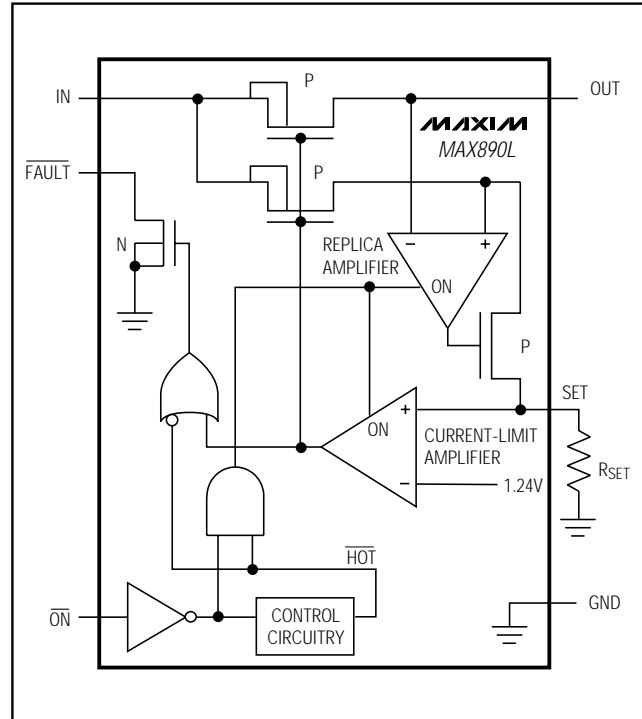 P
IN
OUT
MAXIM
MAX890L
FAULT
P
N
REPLICA
AMPLIFIER
− +
ON
P
SET
+
ON
CURRENT-LIMIT
AMPLIFIER
− 1.24V
RSET
HOT
ON
CONTROL
CIRCUITRY
GND